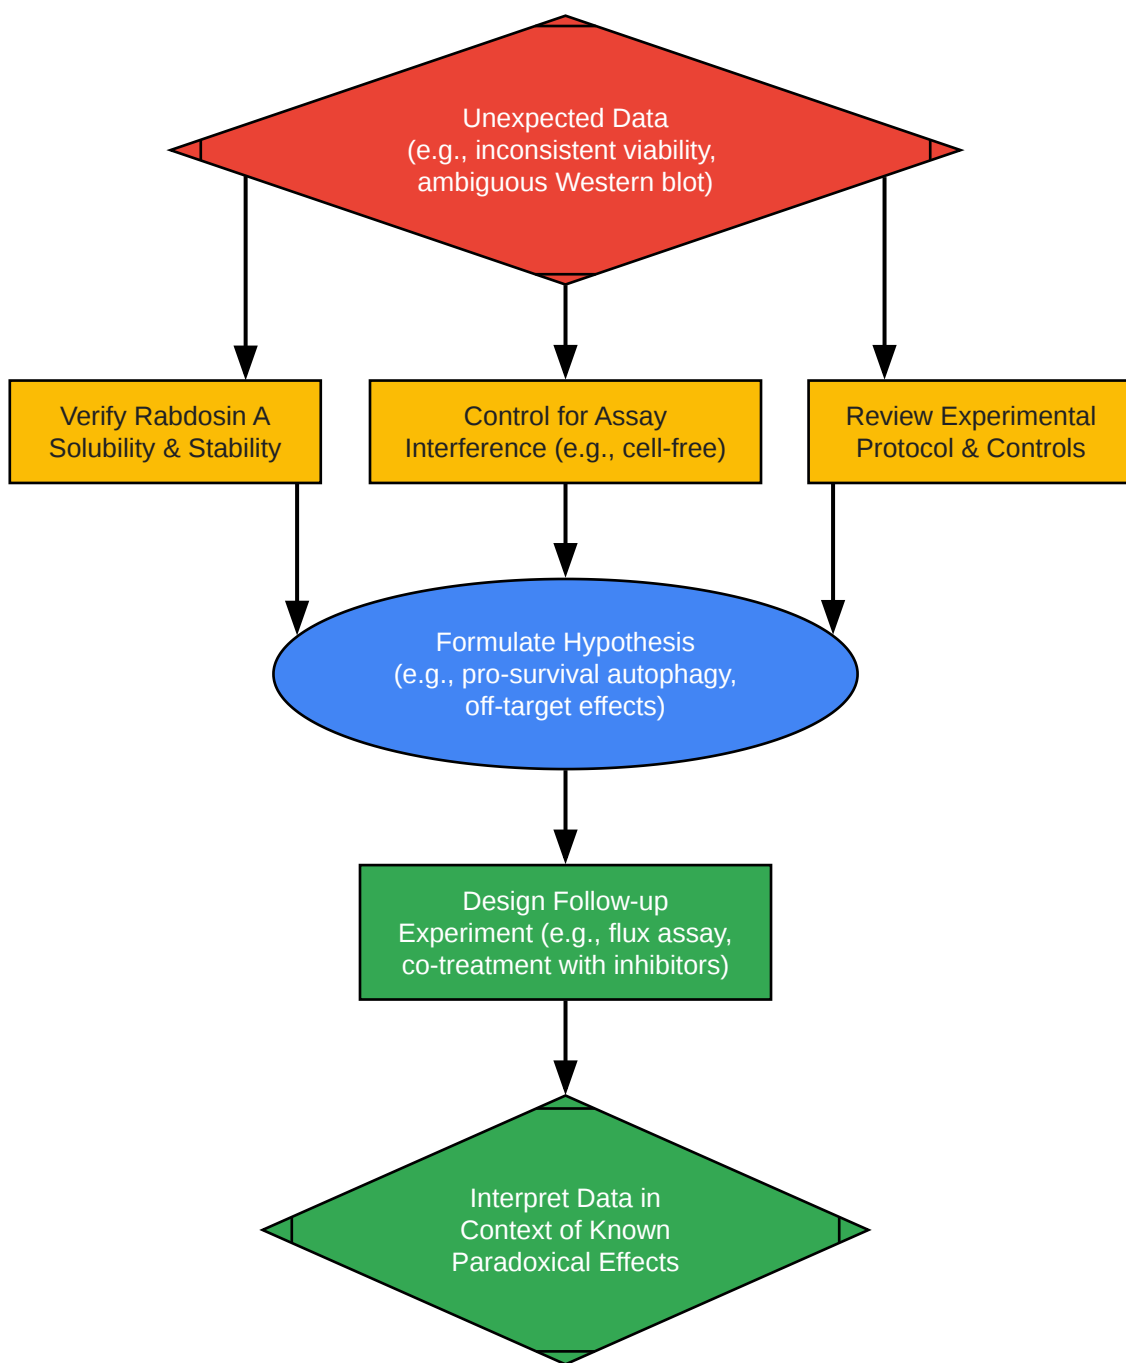 Unexpected Data
(e.g., inconsistent viability,
ambiguous Western blot)
Verify Rabdosin A
Solubility & Stability
Control for Assay
Interference (e.g., cell-free)
Review Experimental
Protocol & Controls
Formulate Hypothesis
(e.g., pro-survival autophagy,
off-target effects)
Design Follow-up
Experiment (e.g., flux assay,
co-treatment with inhibitors)
Interpret Data in
Context of Known
Paradoxical Effects